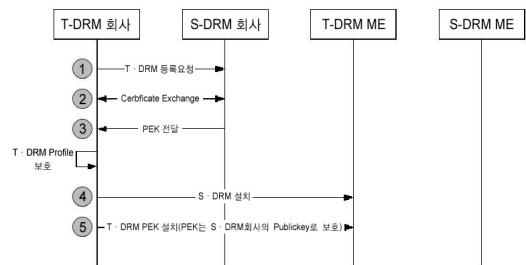 T-DRM 회사
S-DRM 회사
T-DRM ME
S-DRM ME
1
T · DRM 등록요청
2
Cerbficate Exchange
3
PEK 전달
T · DRM Profile
보호
4
S · DRM 설치
5
T · DRM PEK 설치(PEK는 S · DRM회사의 Publickey로 보호)